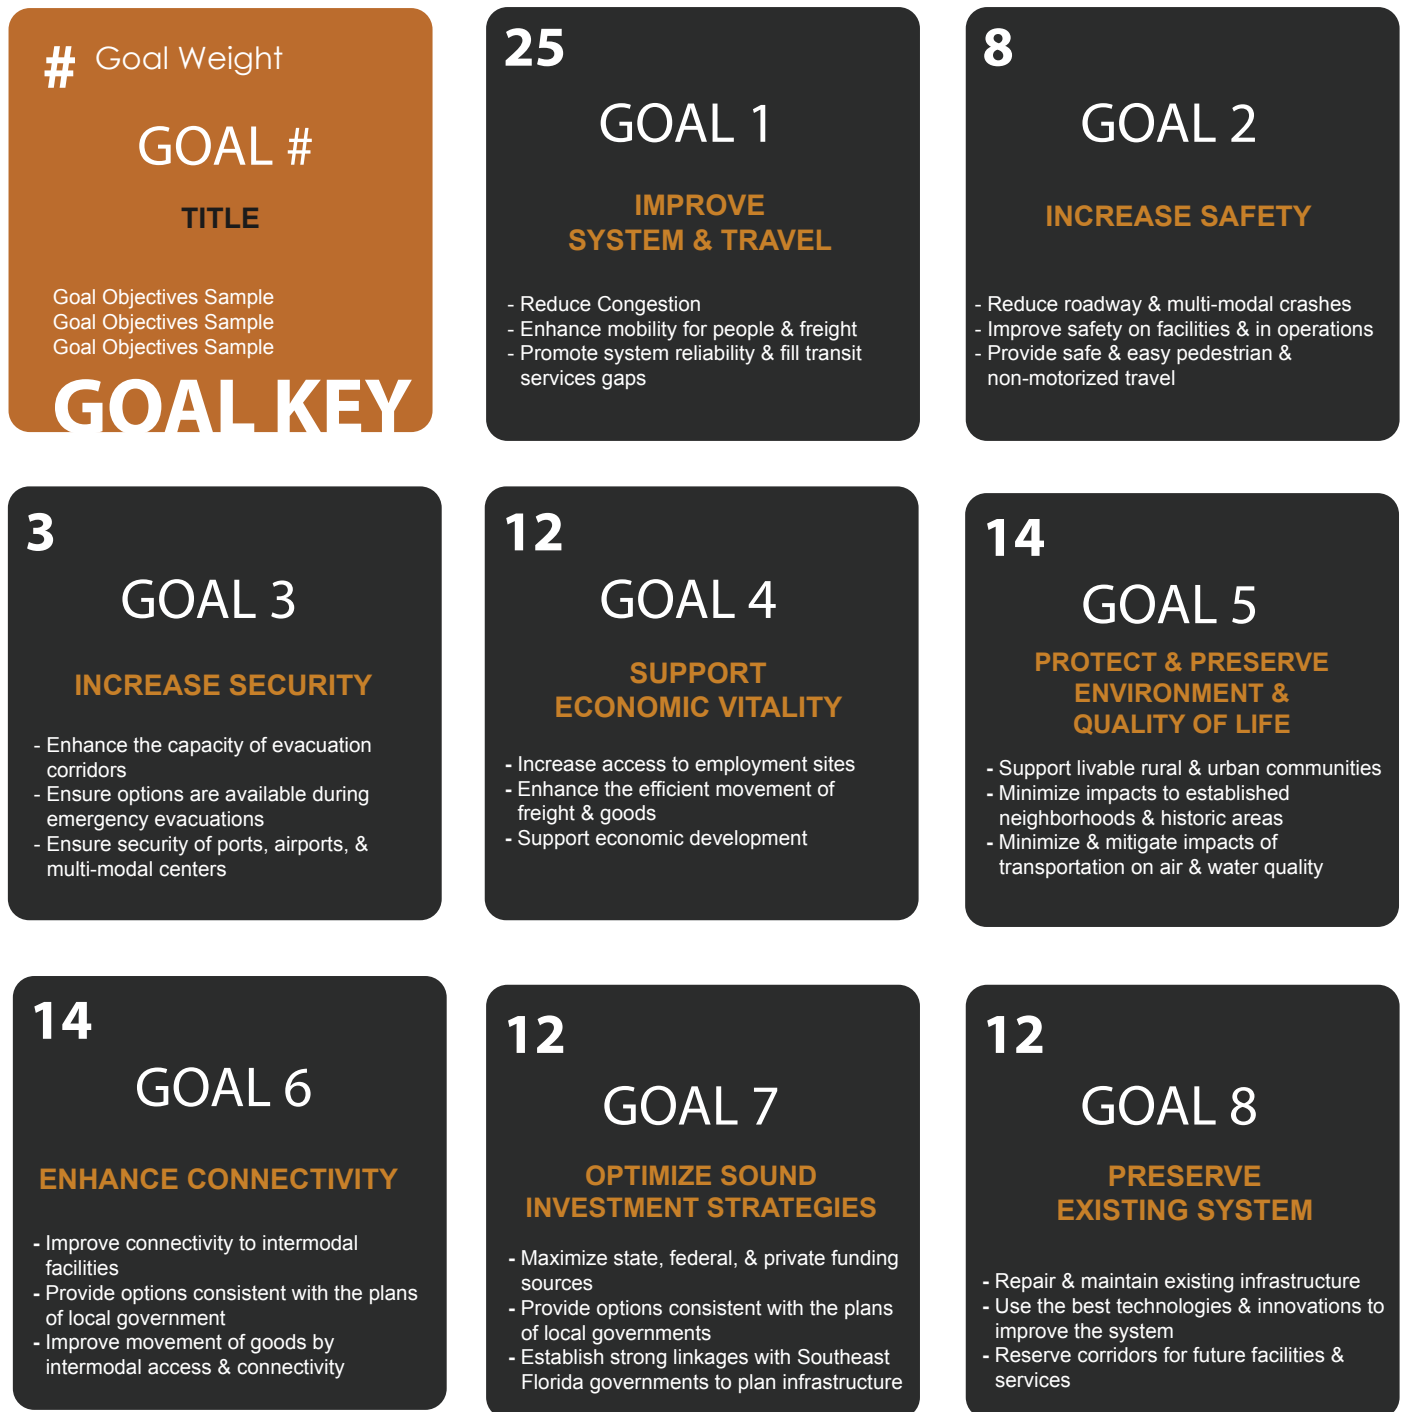 # Goal Weight
GOAL #
TITLE
Goal Objectives Sample
Goal Objectives Sample
Goal Objectives Sample
GOAL KEY
25
GOAL 1
IMPROVE
SYSTEM & TRAVEL
- Reduce Congestion
- Enhance mobility for people & freight
- Promote system reliability & fill transit
services gaps
8
GOAL 2
INCREASE SAFETY
- Reduce roadway & multi-modal crashes
- Improve safety on facilities & in operations
- Provide safe & easy pedestrian &
non-motorized travel
3
GOAL 3
INCREASE SECURITY
- Enhance the capacity of evacuation
corridors
- Ensure options are available during
emergency evacuations
- Ensure security of ports, airports, &
multi-modal centers
12
GOAL 4
SUPPORT
ECONOMIC VITALITY
- Increase access to employment sites
- Enhance the efficient movement of
freight & goods
- Support economic development
14
GOAL 5
PROTECT & PRESERVE
ENVIRONMENT &
QUALITY OF LIFE
- Support livable rural & urban communities
- Minimize impacts to established
neighborhoods & historic areas
- Minimize & mitigate impacts of
transportation on air & water quality
14
GOAL 6
ENHANCE CONNECTIVITY
- Improve connectivity to intermodal
facilities
- Provide options consistent with the plans
of local government
- Improve movement of goods by
intermodal access & connectivity
12
GOAL 7
OPTIMIZE SOUND
INVESTMENT STRATEGIES
- Maximize state, federal, & private funding
sources
- Provide options consistent with the plans
of local governments
- Establish strong linkages with Southeast
Florida governments to plan infrastructure
12
GOAL 8
PRESERVE
EXISTING SYSTEM
- Repair & maintain existing infrastructure
- Use the best technologies & innovations to
improve the system
- Reserve corridors for future facilities &
services